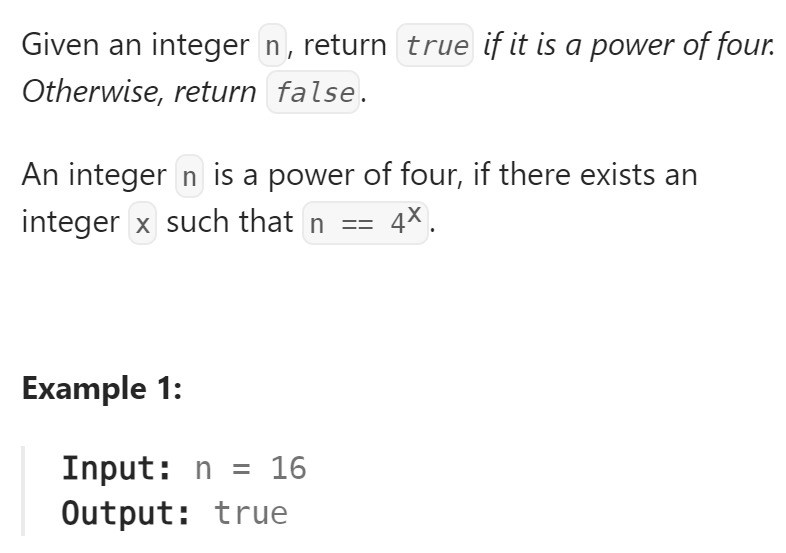 Given an integer n, return true if it is a power of four.
Otherwise, return false.
An integer n is a power of four, if there exists an
integer x such that n == 4ˣ.
Example 1:
Input: n = 16
Output: true